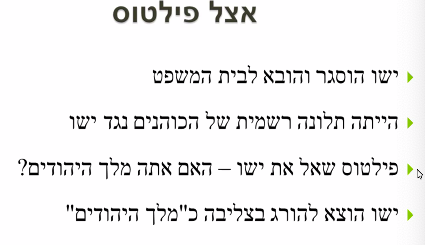 אצל פילטוס
ישו הוסגר והובא לבית המשפט
הייתה תלונה רשמית של הכוהנים נגד ישו
פילטוס שאל את ישו – האם אתה מלך היהודים?
ישו הוצא להורג בצליבה כ"מלך היהודים"